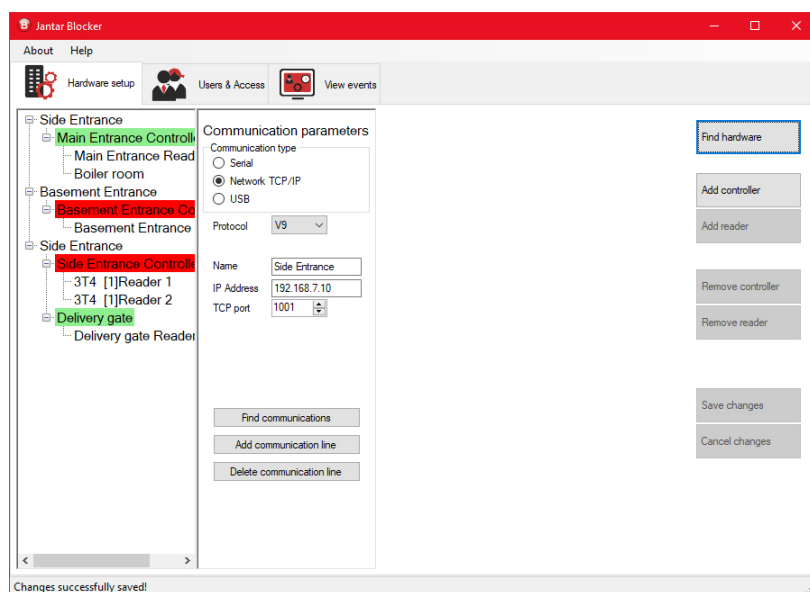 Jantar Blocker
About Help
Hardware setup
Users & Access
View events
Side Entrance
Main Entrance Controll
Main Entrance Read
Boiler room
Basement Entrance
Basement Entrance Co
Basement Entrance
Side Entrance
Side Entrance Controlle
3T4 [1]Reader 1
3T4 [1]Reader 2
Delivery gate
Delivery gate Reader
Communication parameters
Communication type
Serial
Network TCP/IP
USB
Protocol V9
Name Side Entrance
IP Address 192.168.7.10
TCP port 1001
Find communications
Add communication line
Delete communication line
Find hardware
Add controller
Add reader
Remove controller
Remove reader
Save changes
Cancel changes
Changes successfully saved!